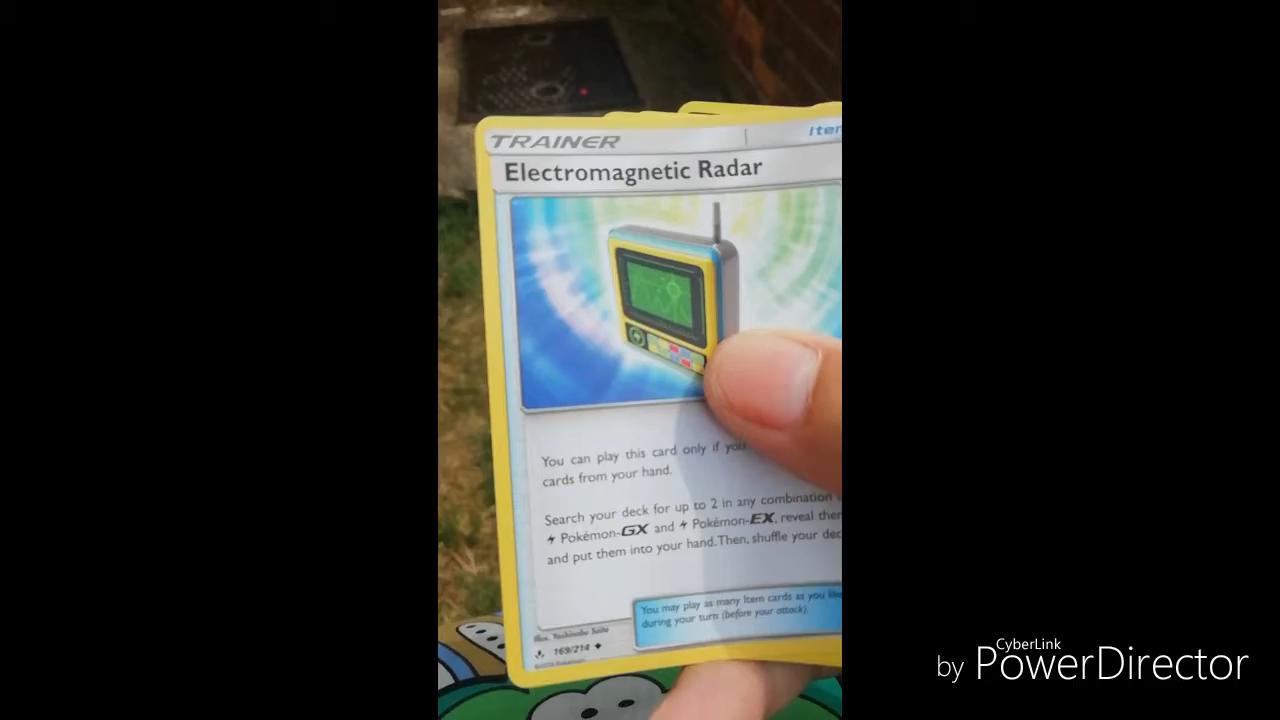 TRAINER
Electromagnetic Radar
You can play this card only if you
cards from your hand.
Search your deck for up to 2 in any combination
Pokémon-GX and Pokémon-EX, reveal
and put them into your hand. Then, shuffle your
You may play as many Item cards as you like
during your turn (before your attack).
Illus. Yoshinobu Saito
169/214
CyberLink
by PowerDirector